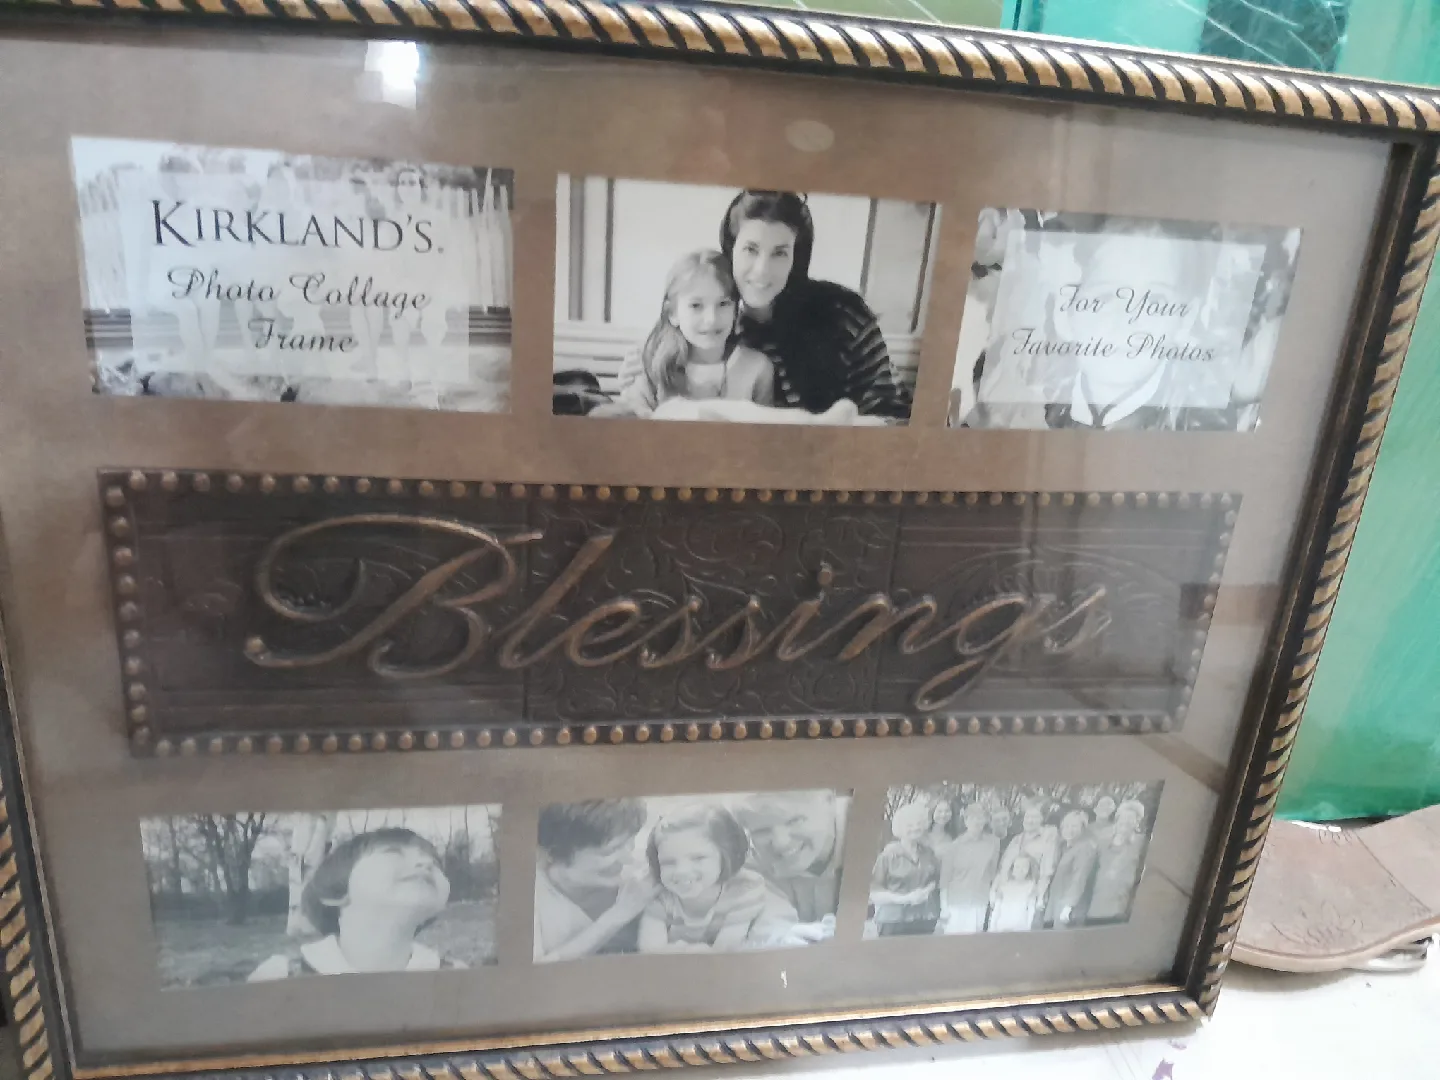 KIRKLAND'S.
Photo Collage
Frame
For Your
Favorite Photos
Blessings